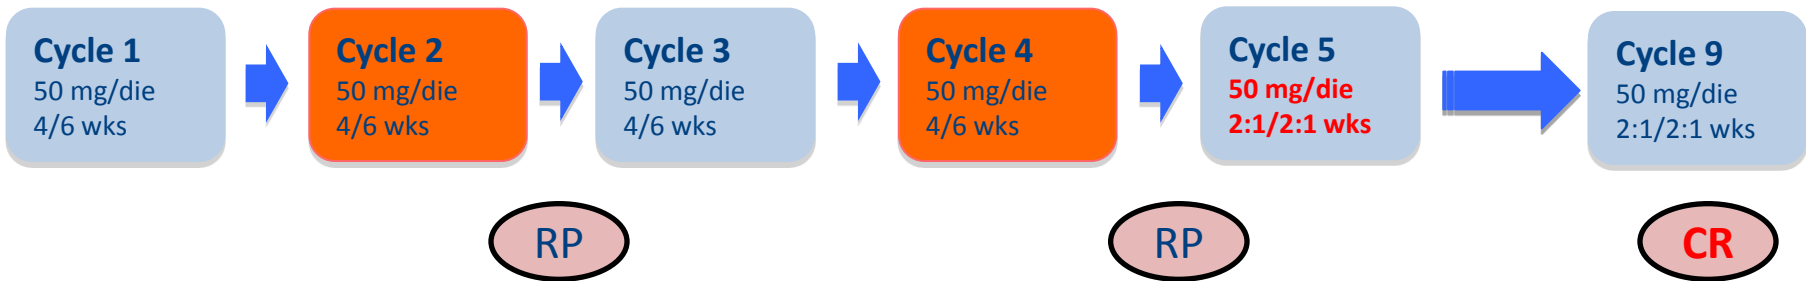 Cycle 1
50 mg/die
4/6 wks
Cycle 2
50 mg/die
4/6 wks
Cycle 3
50 mg/die
4/6 wks
Cycle 4
50 mg/die
4/6 wks
Cycle 5
50 mg/die
2:1/2:1 wks
Cycle 9
50 mg/die
2:1/2:1 wks
RP
RP
CR